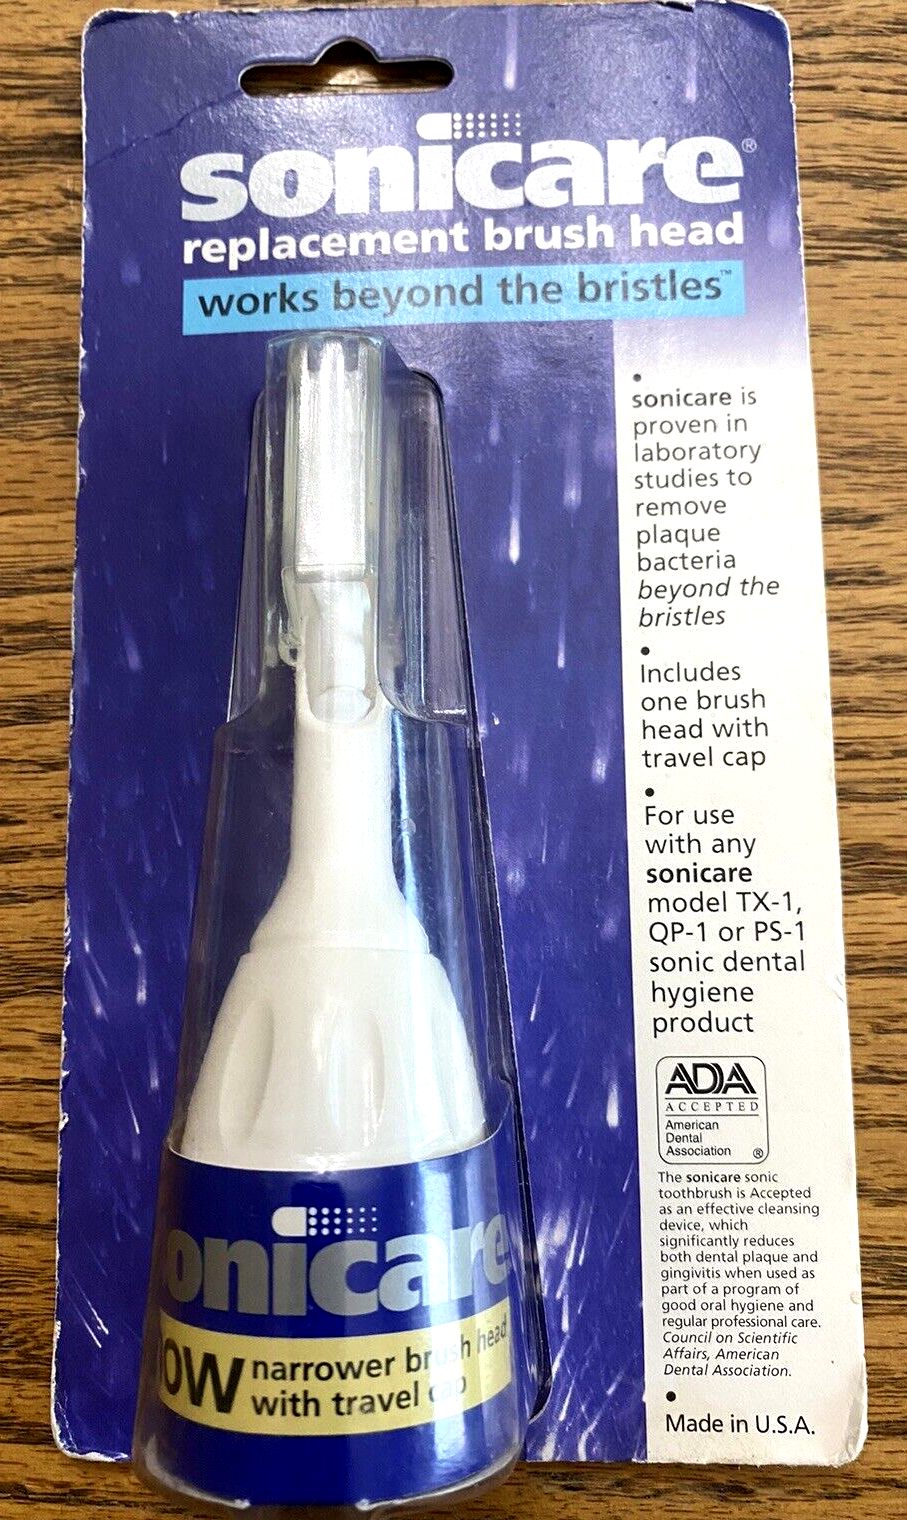 sonicare®
replacement brush head
works beyond the bristles™
• sonicare is
proven in
laboratory
studies to
remove
plaque
bacteria
beyond the
bristles
•
Includes
one brush
head with
travel cap
•
For use
with any
sonicare
model TX-1,
QP-1 or PS-1
sonic dental
hygiene
product
ADA
ACCEPTED
American
Dental
Association ®
The sonicare sonic
toothbrush is Accepted
as an effective cleansing
device, which
significantly reduces
both dental plaque and
gingivitis when used as
part of a program of
good oral hygiene and
regular professional care.
Council on Scientific
Affairs, American
Dental Association.
•
Made in U.S.A.
onicare
ow narrower brush head
with travel cap